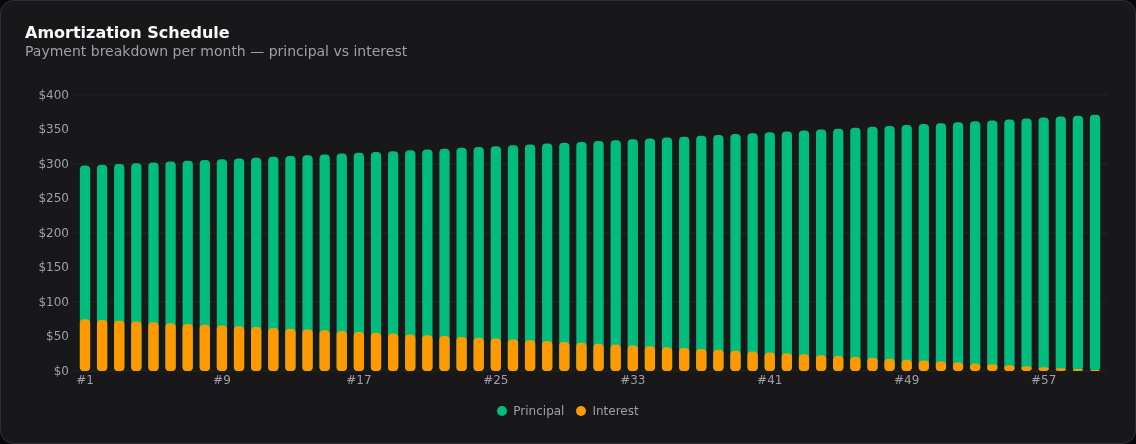 Amortization Schedule
Payment breakdown per month — principal vs interest
$400
$350
$300
$250
$200
$150
$100
$50
$0
#1 #9 #17 #25 #33 #41 #49 #57
Principal Interest